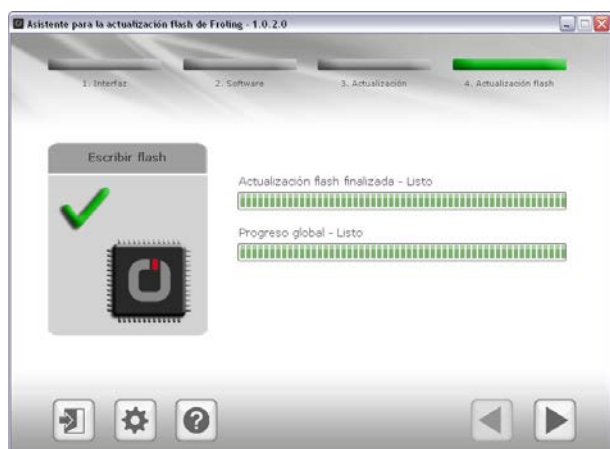 Asistente para la actualización flash de Froling - 1.0.2.0
1. Interfaz
2. Software
3. Actualización
4. Actualización flash
Escribir flash
Actualización flash finalizada - Listo
Progreso global - Listo